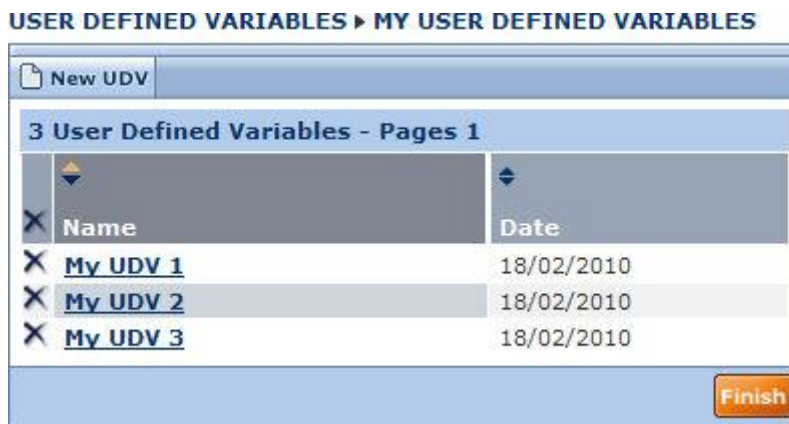 USER DEFINED VARIABLES ▸ MY USER DEFINED VARIABLES
New UDV
3 User Defined Variables - Pages 1
Name Date
My UDV 1 18/02/2010
My UDV 2 18/02/2010
My UDV 3 18/02/2010
Finish